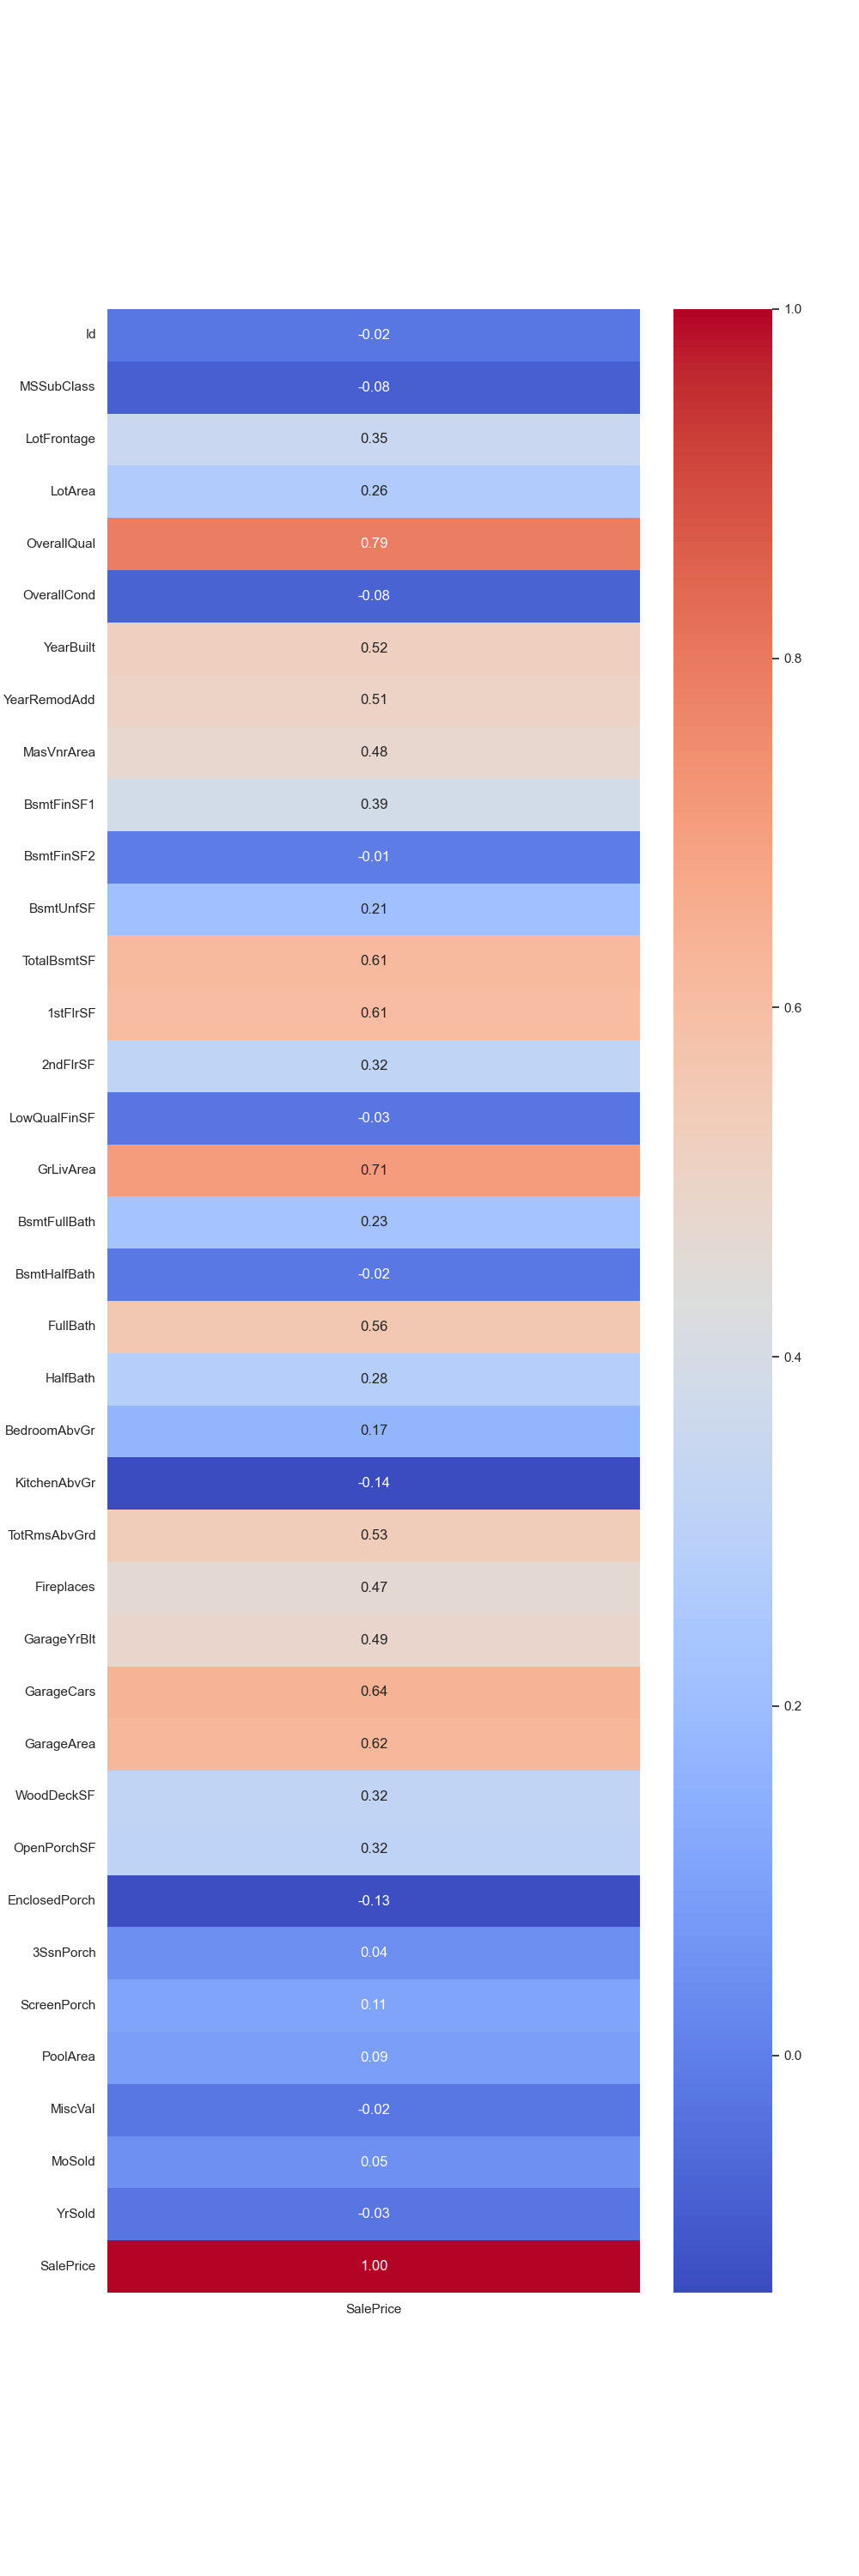 1.0
Id -0.02
MSSubClass -0.08
LotFrontage 0.35
LotArea 0.26
OverallQual 0.79
OverallCond -0.08
YearBuilt 0.52
0.8
YearRemodAdd 0.51
MasVnrArea 0.48
BsmtFinSF1 0.39
BsmtFinSF2 -0.01
BsmtUnfSF 0.21
TotalBsmtSF 0.61
0.6
1stFlrSF 0.61
2ndFlrSF 0.32
LowQualFinSF -0.03
GrLivArea 0.71
BsmtFullBath 0.23
BsmtHalfBath -0.02
FullBath 0.56
0.4
HalfBath 0.28
BedroomAbvGr 0.17
KitchenAbvGr -0.14
TotRmsAbvGrd 0.53
Fireplaces 0.47
GarageYrBlt 0.49
GarageCars 0.64
0.2
GarageArea 0.62
WoodDeckSF 0.32
OpenPorchSF 0.32
EnclosedPorch -0.13
3SsnPorch 0.04
ScreenPorch 0.11
0.0
PoolArea 0.09
MiscVal -0.02
MoSold 0.05
YrSold -0.03
SalePrice 1.00
SalePrice